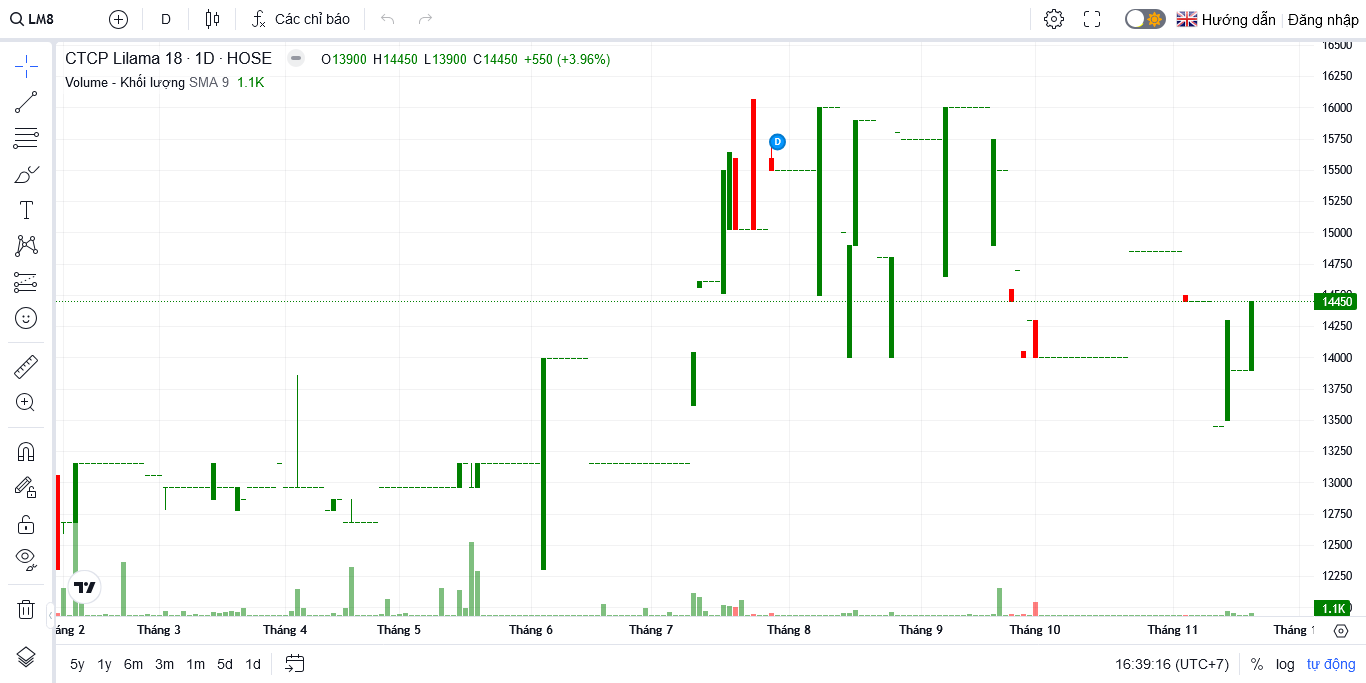 LM8 D Các chỉ báo Hướng dẫn Đăng nhập
CTCP Lilama 18 · 1D · HOSE O13900 H14450 L13900 C14450 +550 (+3.96%)
Volume - Khối lượng SMA 9 1.1K
D
16500
16250
16000
15750
15500
15250
15000
14750
14500
14450
14250
14000
13750
13500
13250
13000
12750
12500
12250
1.1K
Tháng 3 Tháng 4 Tháng 5 Tháng 6 Tháng 7 Tháng 8 Tháng 9 Tháng 10 Tháng 11
5y 1y 6m 3m 1m 5d 1d 16:39:16 (UTC+7) % log tự động